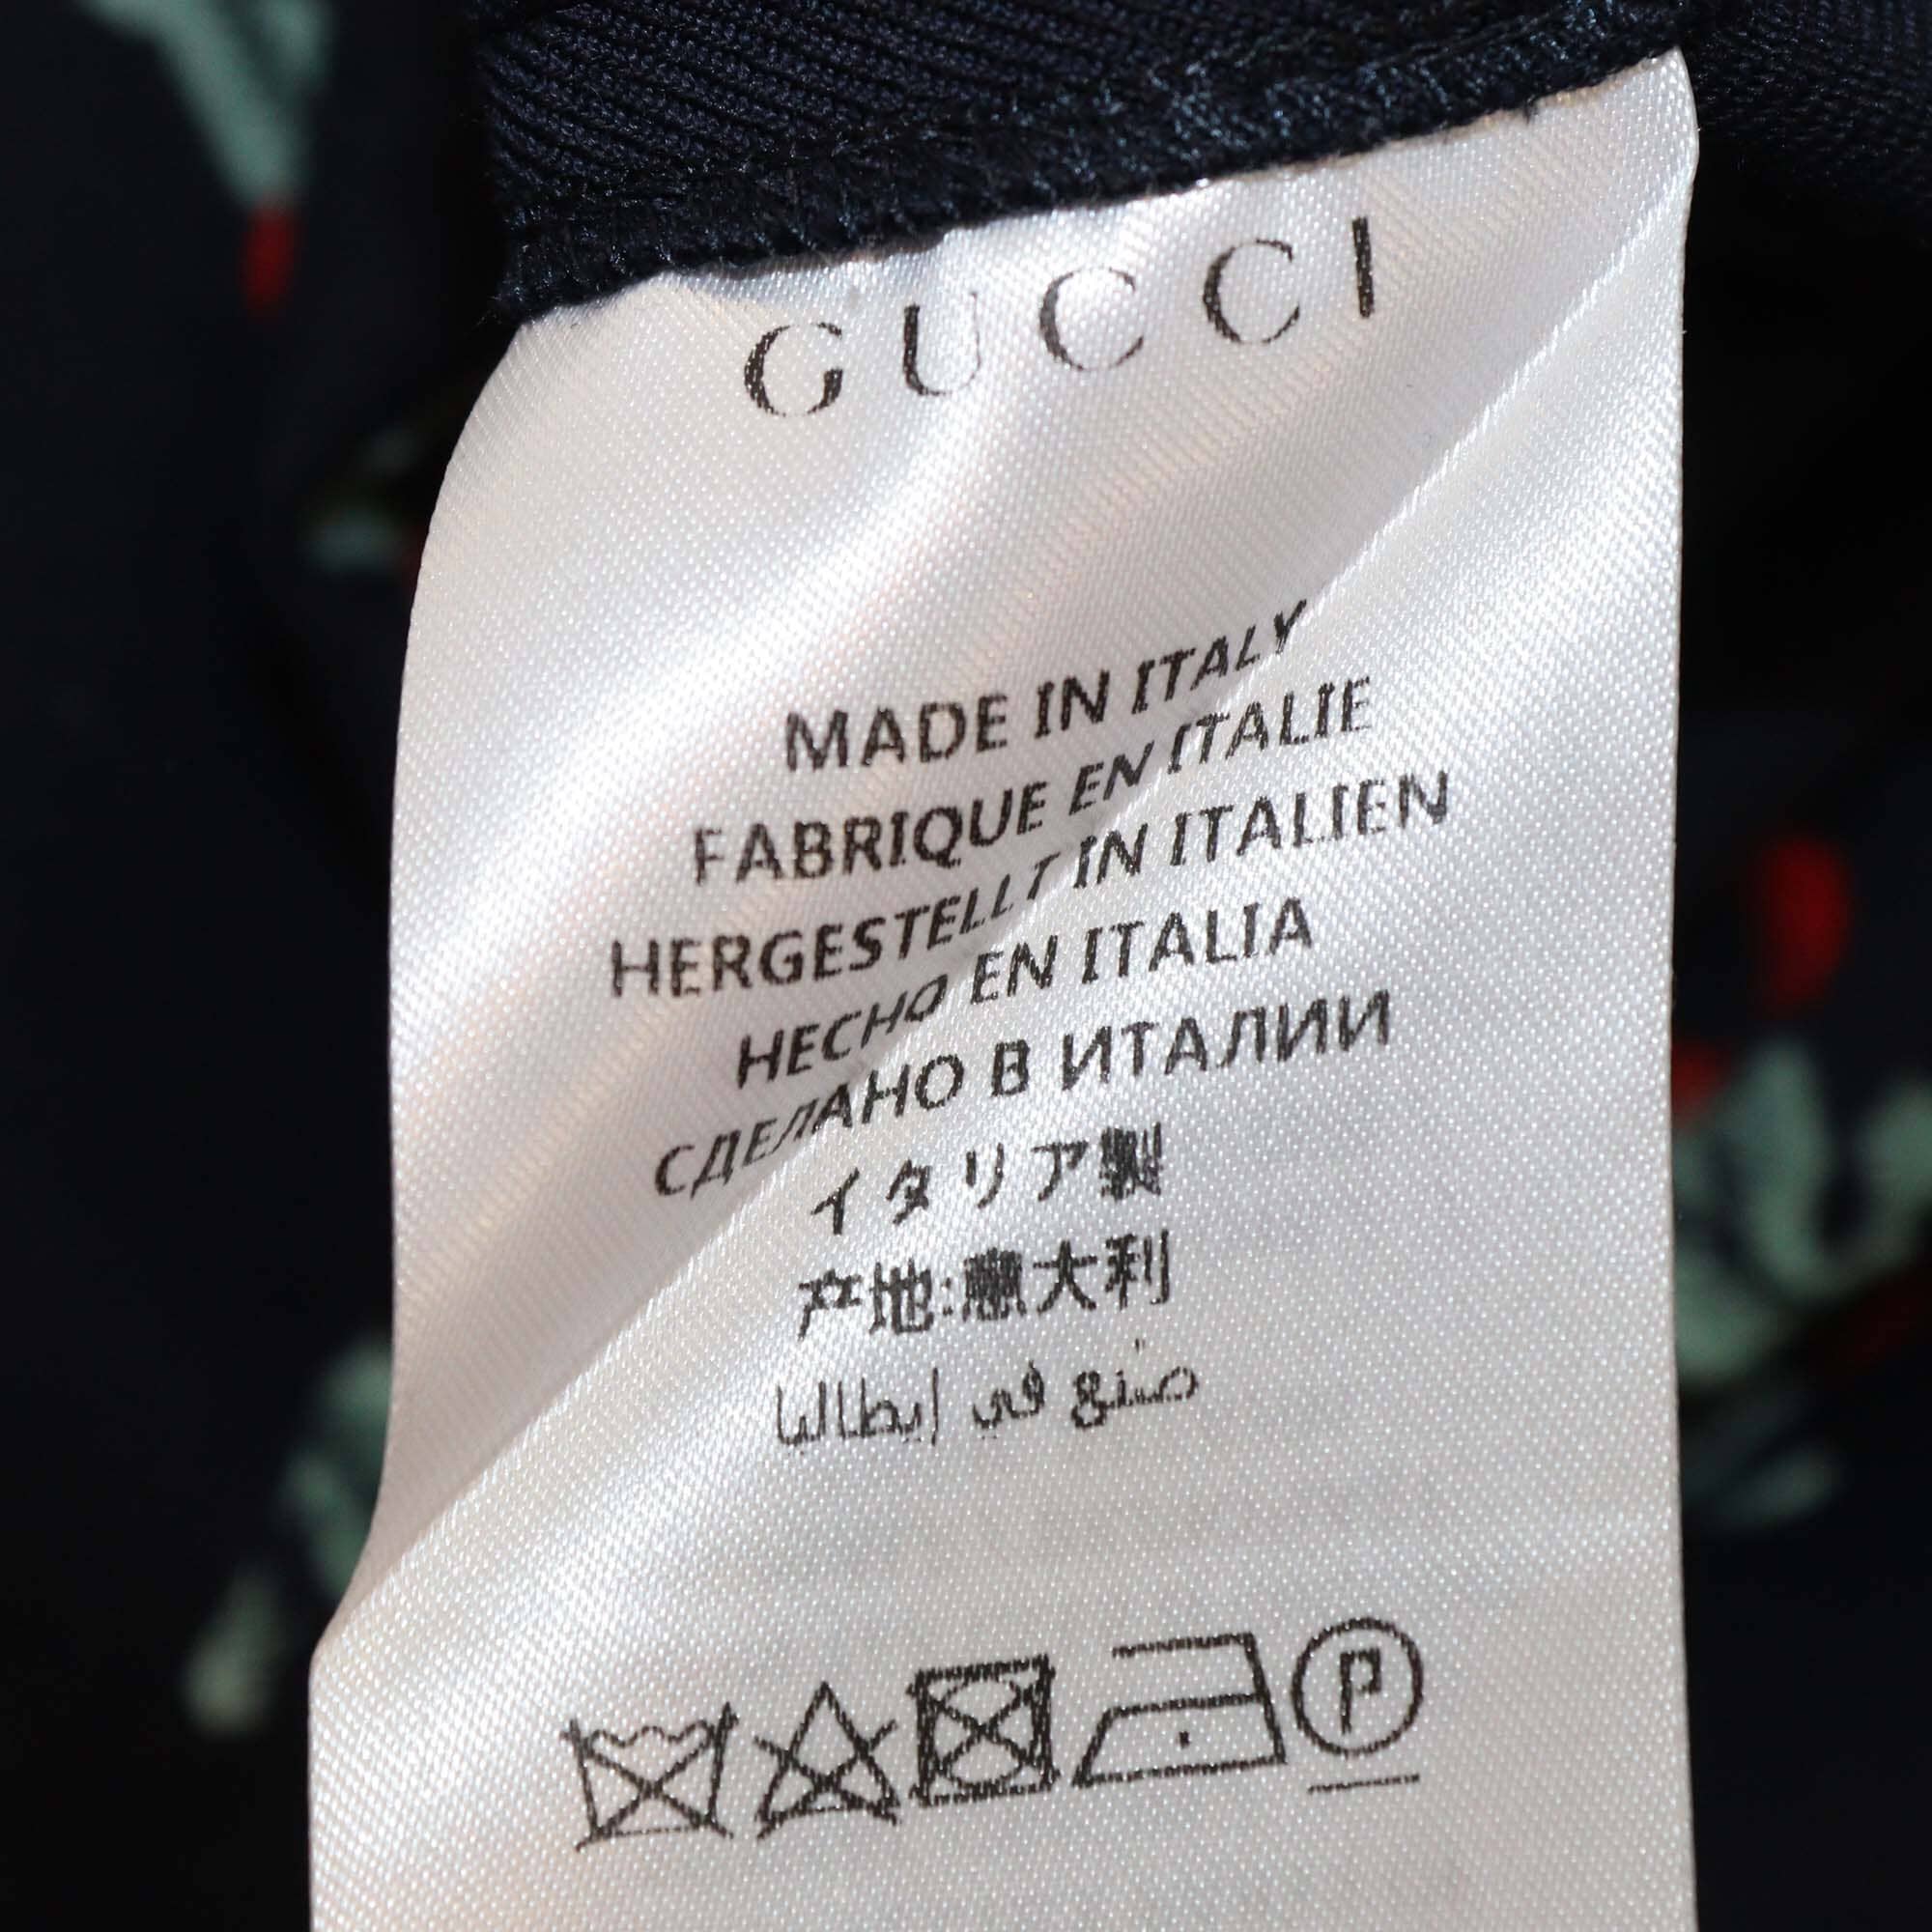 GUCCI
MADE IN ITALY
FABRIQUE EN ITALIE
HERGESTELLT IN ITALIEN
HECHO EN ITALIA
СДЕЛАНО В ИТАЛИИ
イタリア製
产地:意大利
صنع في إيطاليا
P